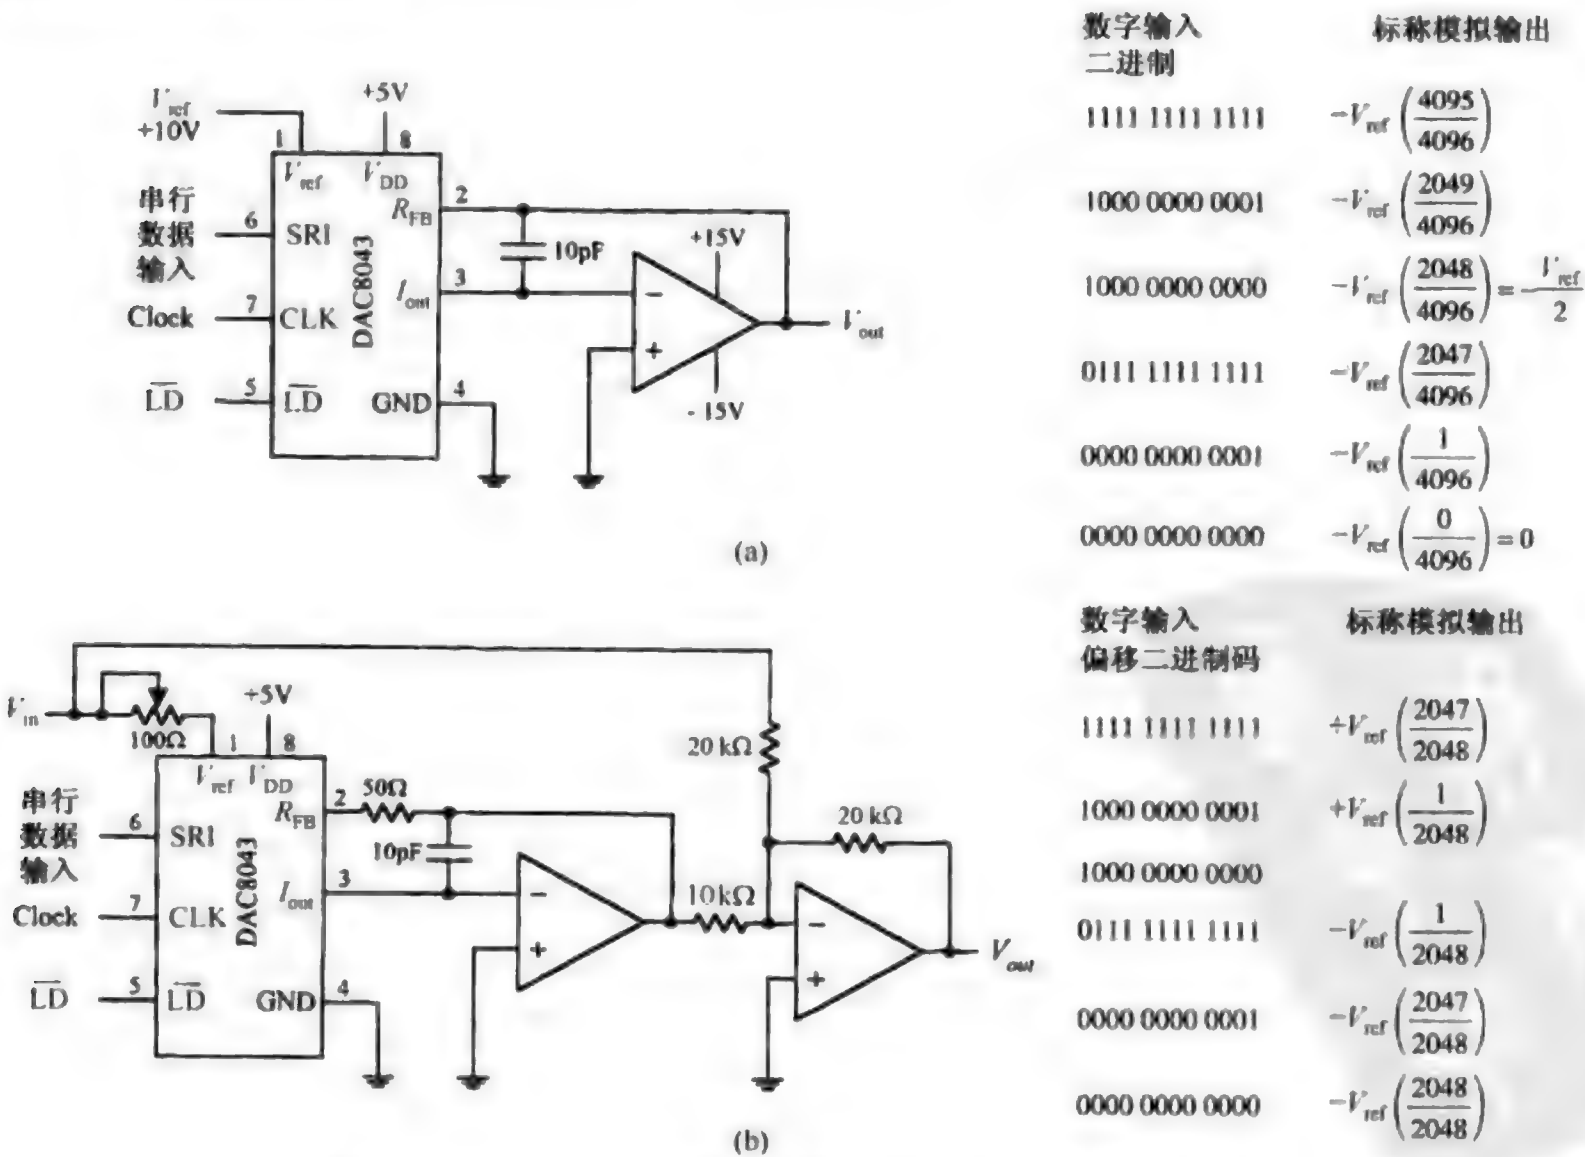 V_ref
+10V
+5V
1
8
V_ref
V_DD
串行
数据
输入
6
SRI
R_FB
2
10pF
+15V
DAC8043
I_out
3
−
+
V_out
Clock
7
CLK
- 15V
L̅D̅
5
L̅D̅
GND
4
(a)
数字输入 标称模拟输出
二进制
1111 1111 1111 −V_ref (4095/4096)
1000 0000 0001 −V_ref (2049/4096)
1000 0000 0000 −V_ref (2048/4096) = −V_ref/2
0111 1111 1111 −V_ref (2047/4096)
0000 0000 0001 −V_ref (1/4096)
0000 0000 0000 −V_ref (0/4096) = 0
V_in
100Ω
+5V
1
8
V_ref
V_DD
20 kΩ
串行
数据
输入
6
SRI
R_FB
2
50Ω
10pF
20 kΩ
DAC8043
I_out
3
−
+
10kΩ
−
+
V_out
Clock
7
CLK
L̅D̅
5
L̅D̅
GND
4
(b)
数字输入 标称模拟输出
偏移二进制码
1111 1111 1111 +V_ref (2047/2048)
1000 0000 0001 +V_ref (1/2048)
1000 0000 0000
0111 1111 1111 −V_ref (1/2048)
0000 0000 0001 −V_ref (2047/2048)
0000 0000 0000 −V_ref (2048/2048)